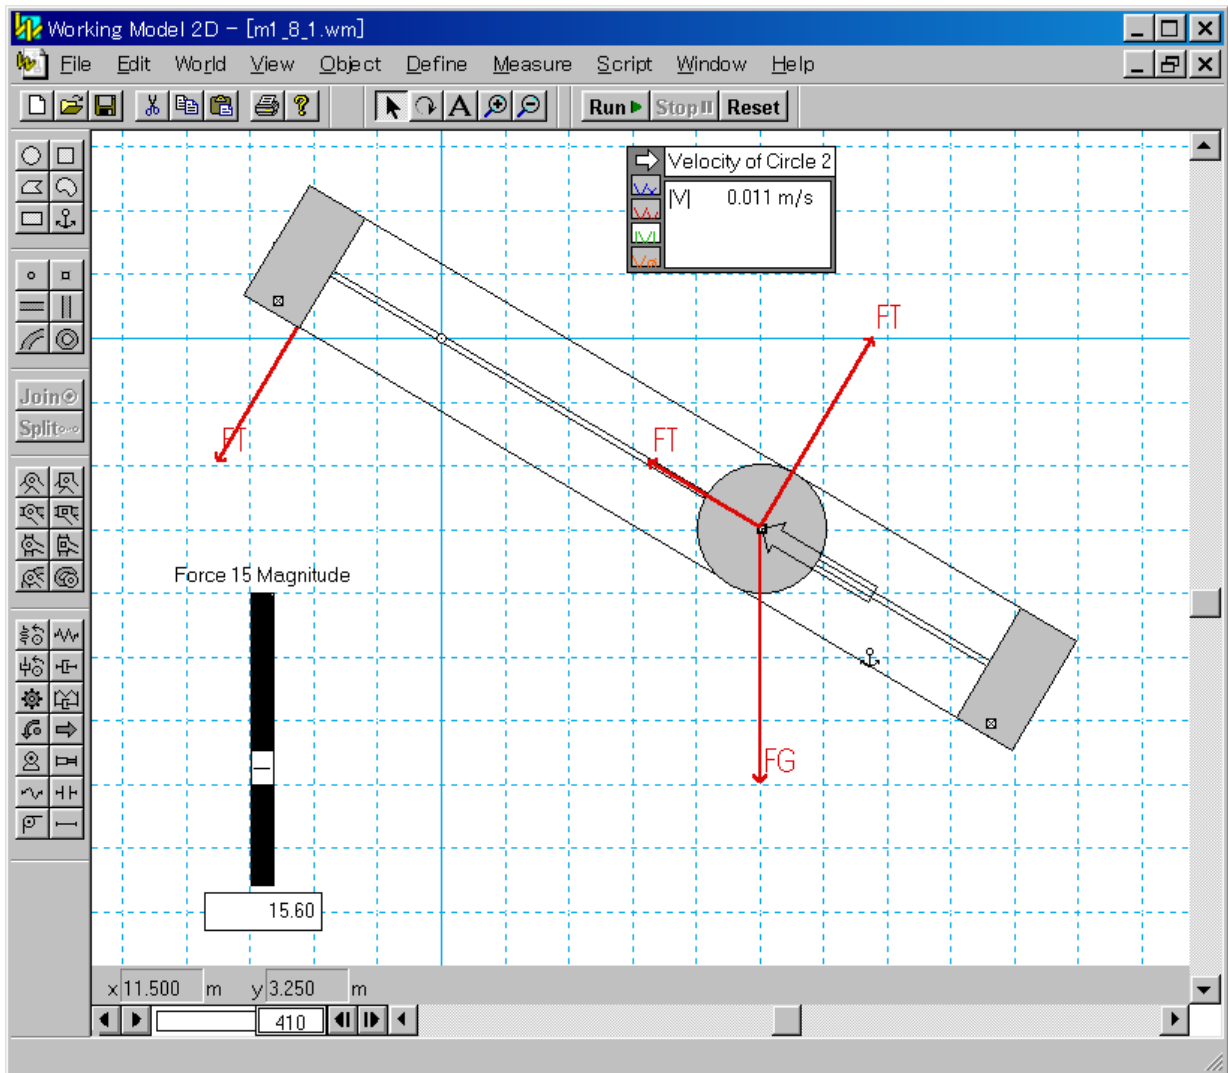 Working Model 2D - [m1_8_1.wm]
File Edit World View Object Define Measure Script Window Help
A Run Stop Reset
Velocity of Circle 2
|V| 0.011 m/s
Join
Split
FT
FT
FT
Force 15 Magnitude
FG
15.60
x 11.500 m y 3.250 m
410